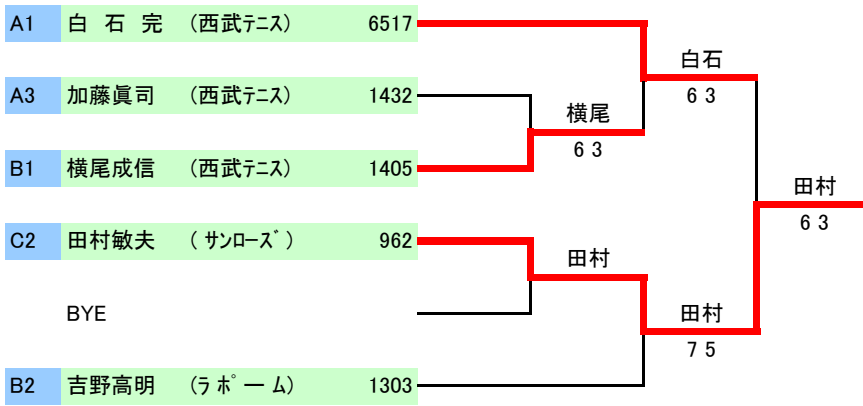 A1 白 石 完 （西武テニス） 6517
白石
A3 加藤眞司 （西武テニス） 1432
6 3
横尾
6 3
B1 横尾成信 （西武テニス） 1405
田村
C2 田村敏夫 （ サンローズ ） 962
6 3
田村
BYE
田村
7 5
B2 吉野高明 （ラ ポ ー ム） 1303